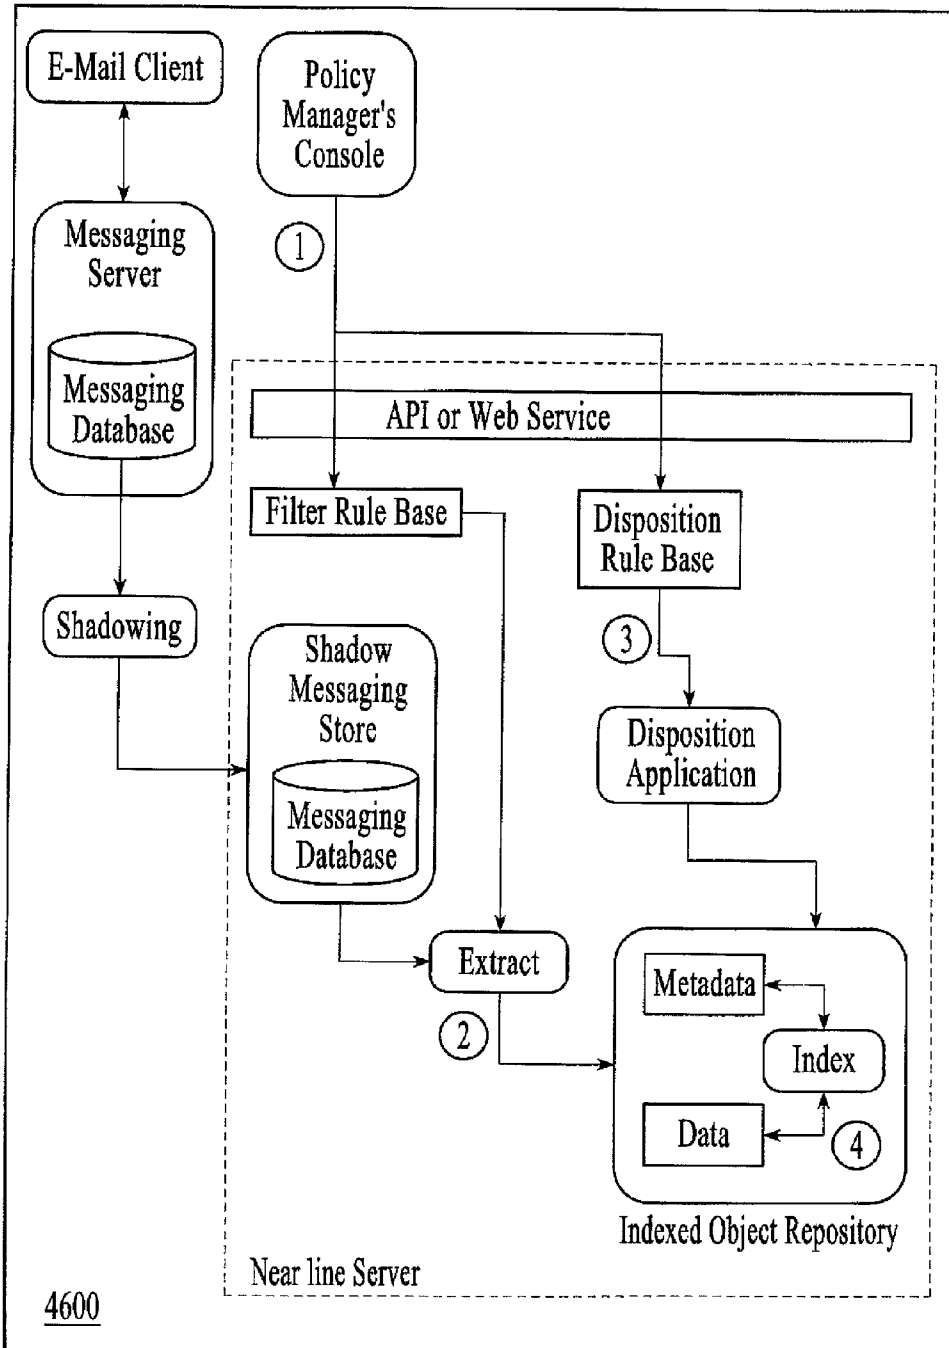 E-Mail Client
Policy
Manager's
Console
1
Messaging
Server
Messaging
Database
API or Web Service
Filter Rule Base
Disposition
Rule Base
Shadowing
3
Shadow
Messaging
Store
Messaging
Database
Disposition
Application
Extract
2
Metadata
Index
Data
4
Indexed Object Repository
Near line Server
4600